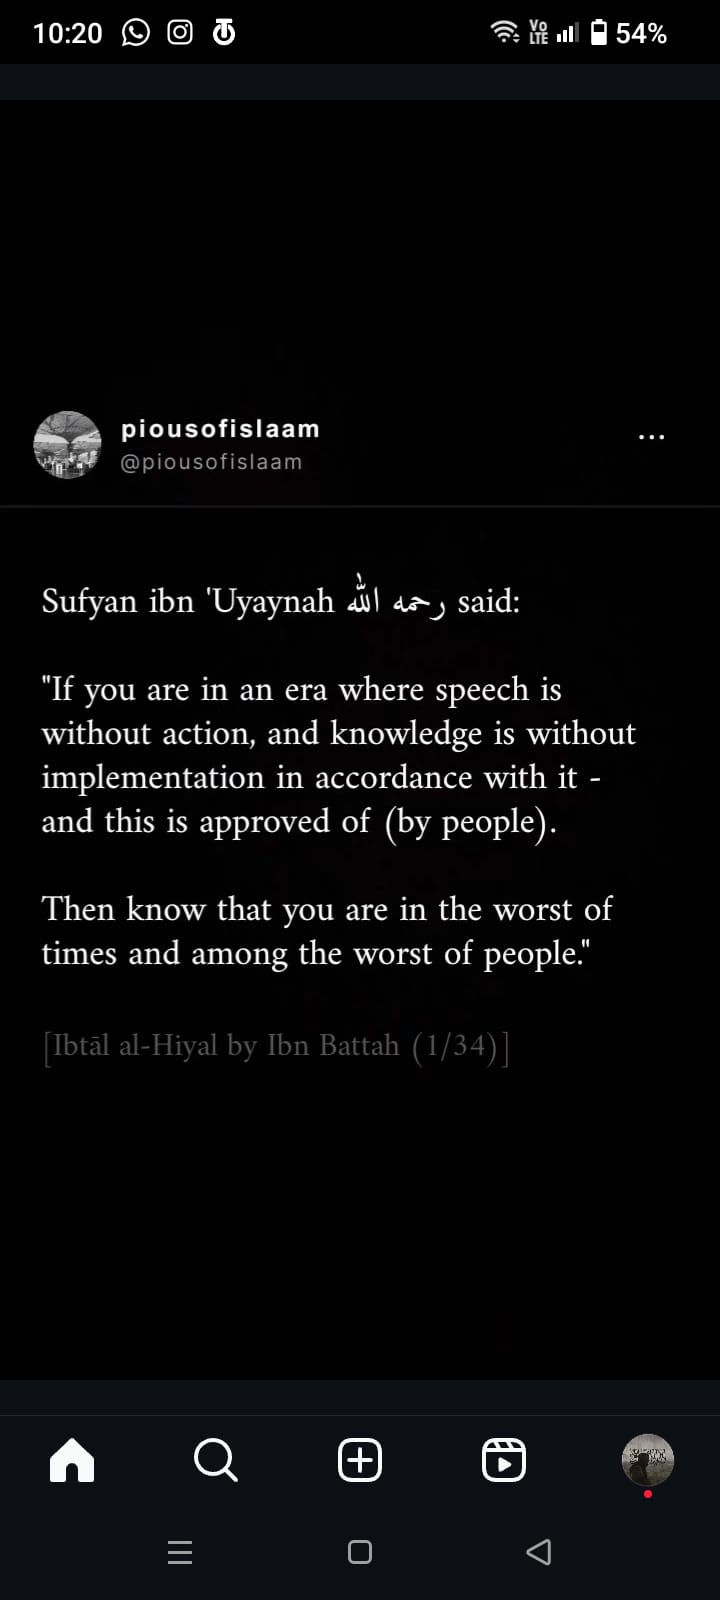 10:20
Vo
LTE
54%
piousofislaam
@piousofislaam
Sufyan ibn 'Uyaynah رحمه الله said:
"If you are in an era where speech is
without action, and knowledge is without
implementation in accordance with it -
and this is approved of (by people).
Then know that you are in the worst of
times and among the worst of people."
[Ibtāl al-Hiyal by Ibn Battah (1/34)]